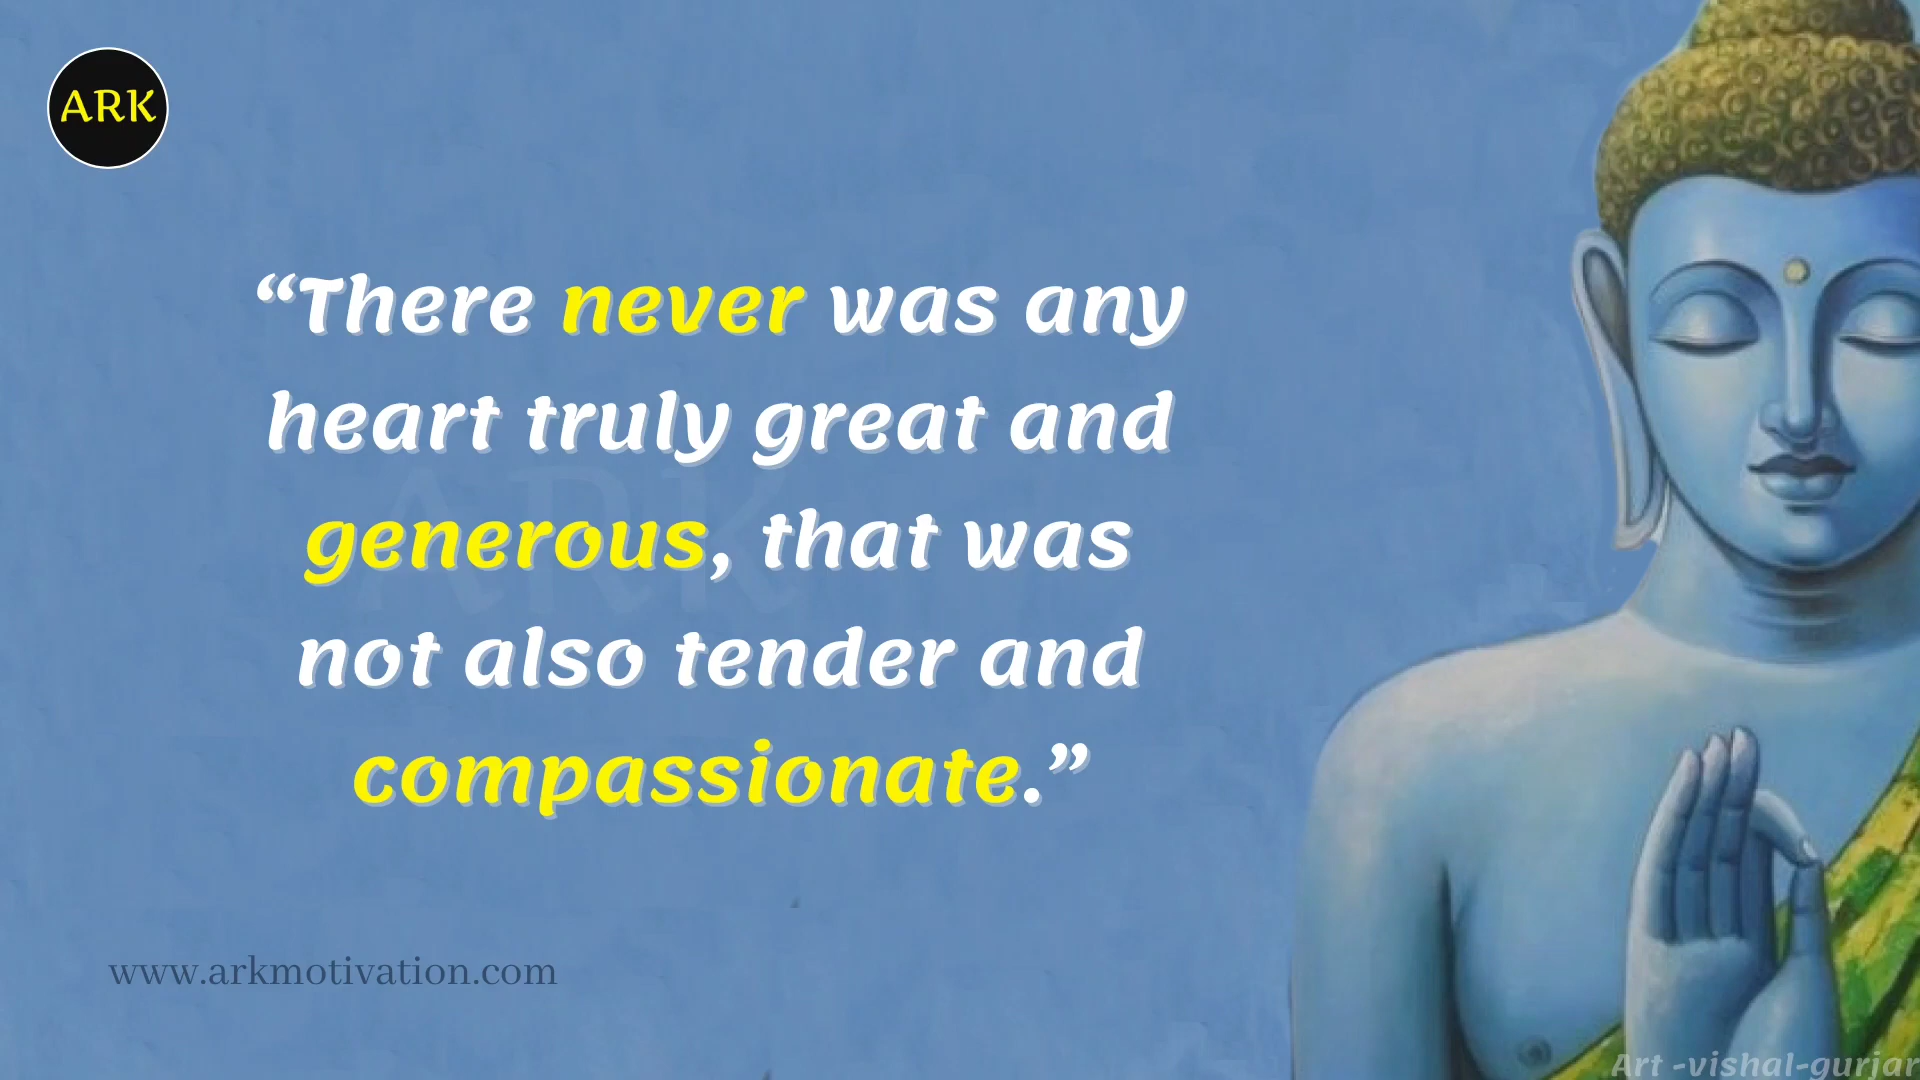 ARK
“There never was any
heart truly great and
generous, that was
not also tender and
compassionate.”
ARK
www.arkmotivation.com
Art -vishal-gurjar